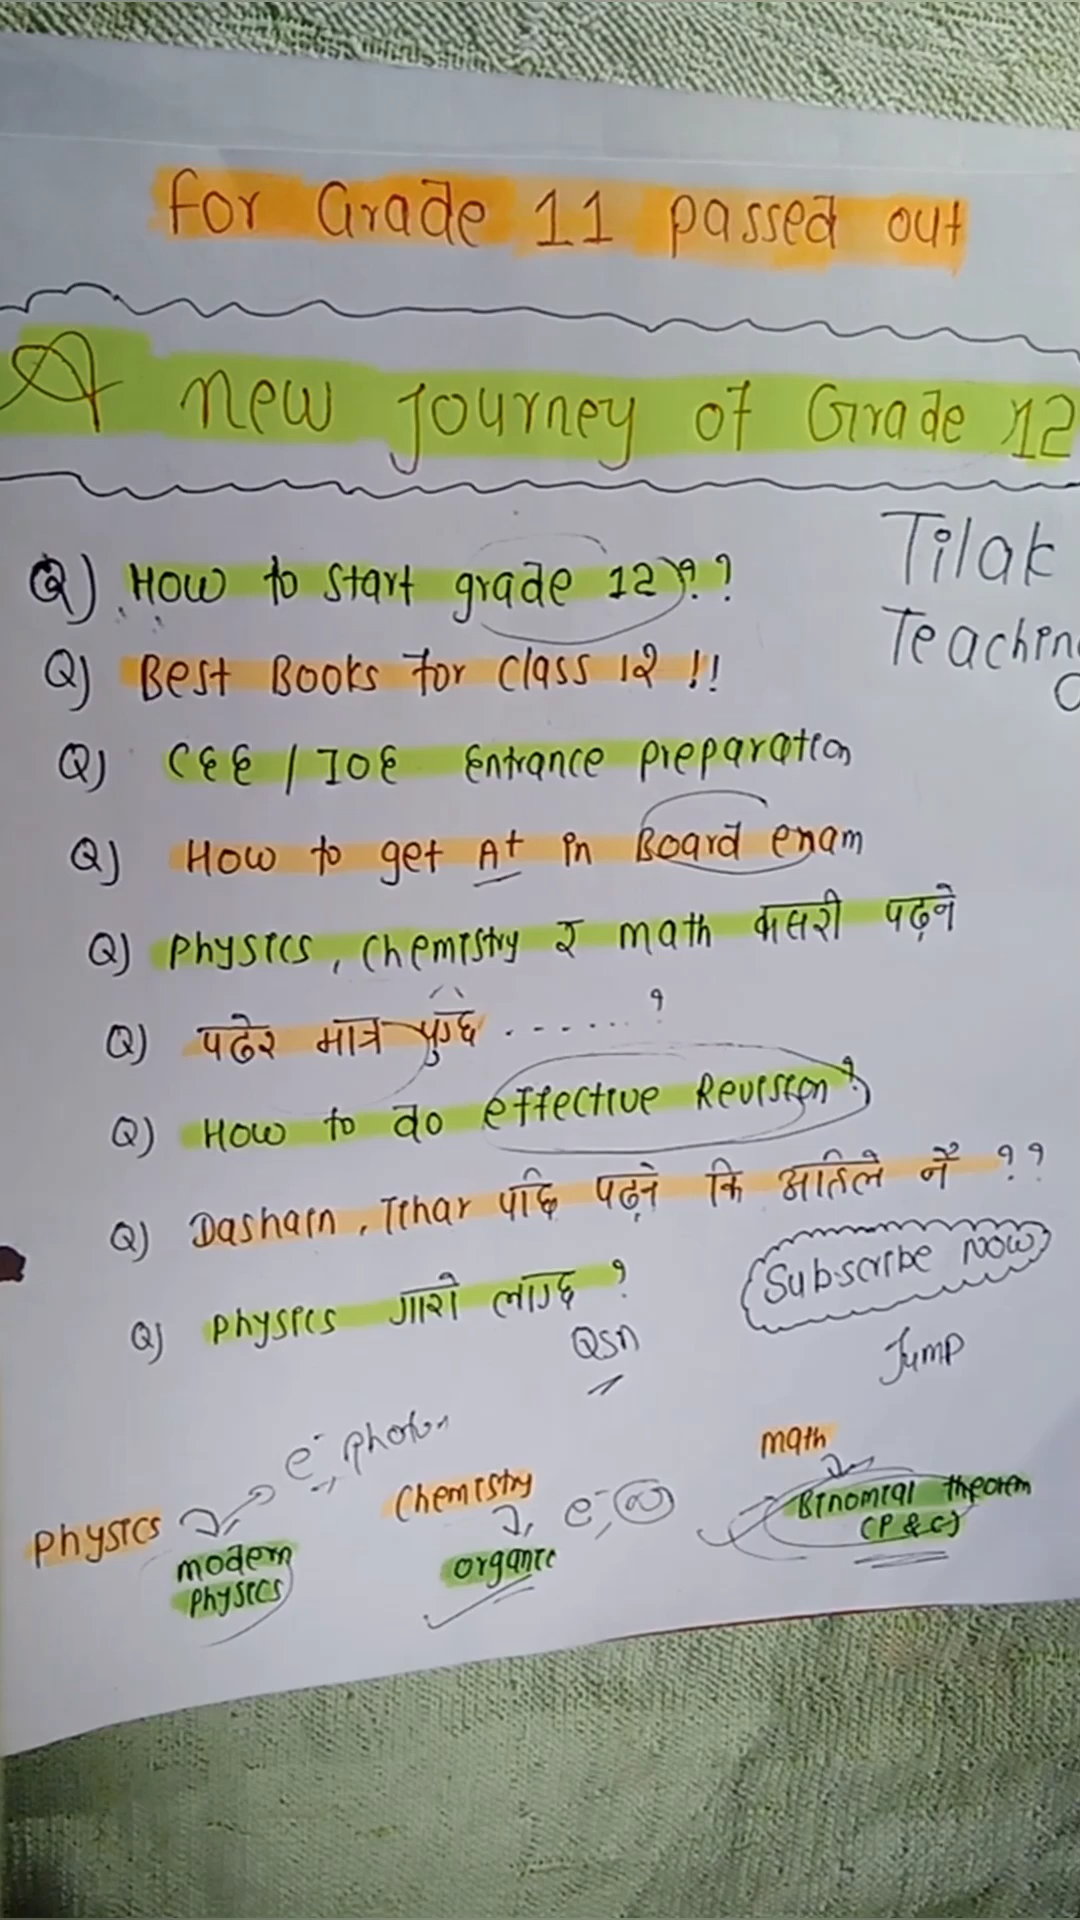 For Grade 11 passed out
A new journey of Grade 12
Tilak
Teaching
Q) How to start grade 12 ??
Q) Best Books for class 12 !!
Q) CEE / IOE Entrance preparation
Q) How to get A+ in Board exam
Q) Physics, Chemistry र math कसरी पढ्ने
Q) पढेर मात्र पुग्छ ....... ?
Q) How to do effective Revision ?
Q) Dashain, Tihar पछि पढ्ने कि अहिले नै ??
Q) Physics गारो लाग्छ ?
Subscribe Now
Qsn
Jump
e-, photon
Physics
modern
Physics
Chemistry
e-,
organic
math
Binomial theorem
(P & C)